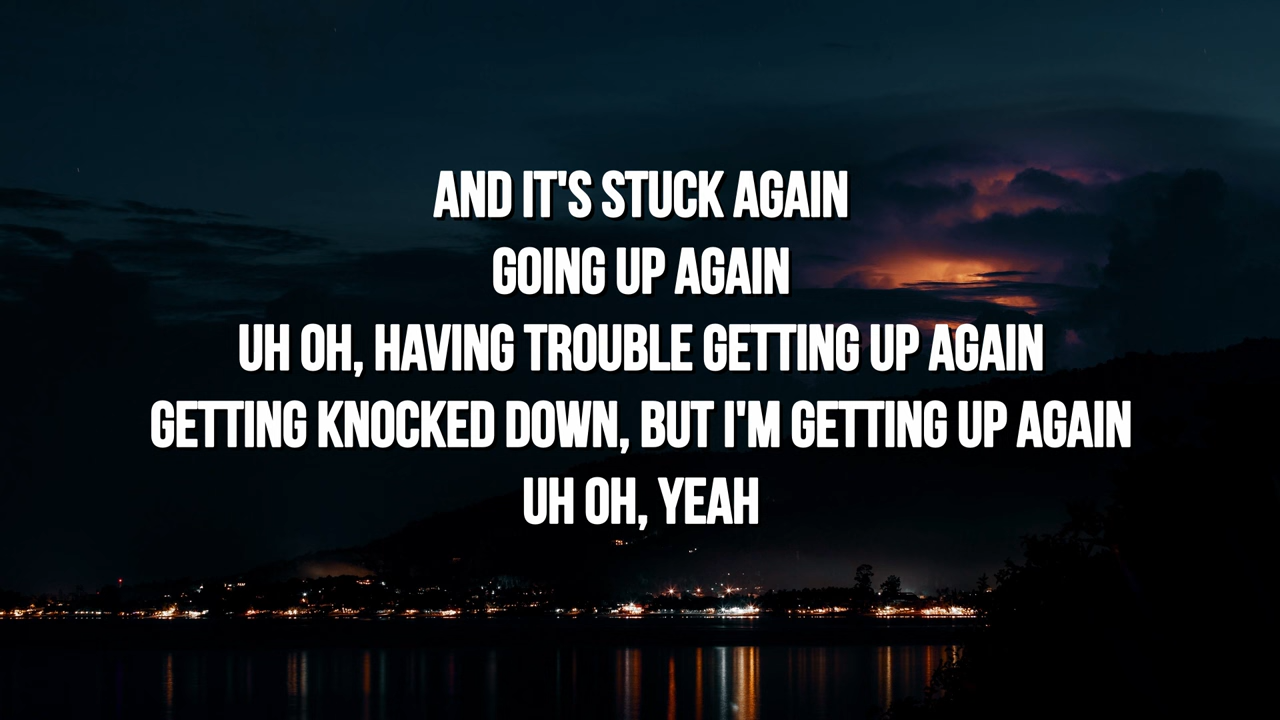 AND IT'S STUCK AGAIN
GOING UP AGAIN
UH OH, HAVING TROUBLE GETTING UP AGAIN
GETTING KNOCKED DOWN, BUT I'M GETTING UP AGAIN
UH OH, YEAH